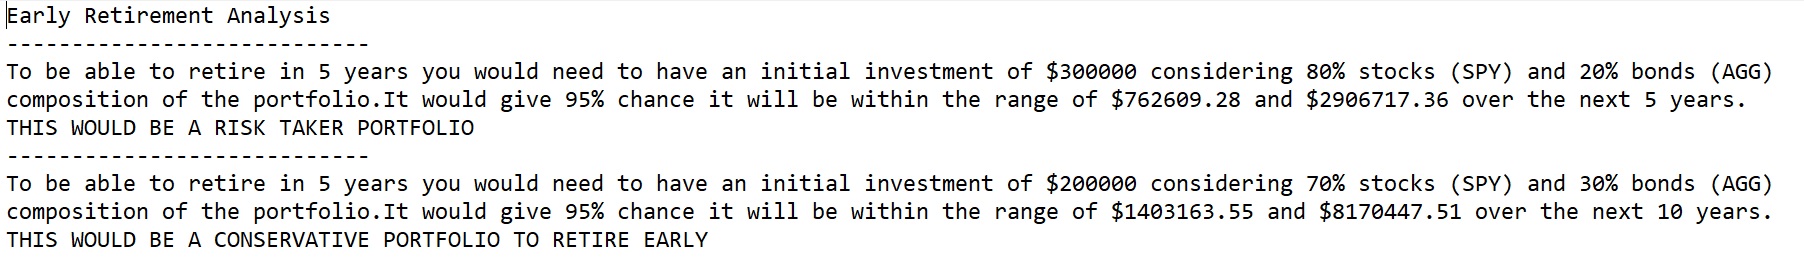 Early Retirement Analysis
----------------------------
To be able to retire in 5 years you would need to have an initial investment of $300000 considering 80% stocks (SPY) and 20% bonds (AGG)
composition of the portfolio.It would give 95% chance it will be within the range of $762609.28 and $2906717.36 over the next 5 years.
THIS WOULD BE A RISK TAKER PORTFOLIO
----------------------------
To be able to retire in 5 years you would need to have an initial investment of $200000 considering 70% stocks (SPY) and 30% bonds (AGG)
composition of the portfolio.It would give 95% chance it will be within the range of $1403163.55 and $8170447.51 over the next 10 years.
THIS WOULD BE A CONSERVATIVE PORTFOLIO TO RETIRE EARLY